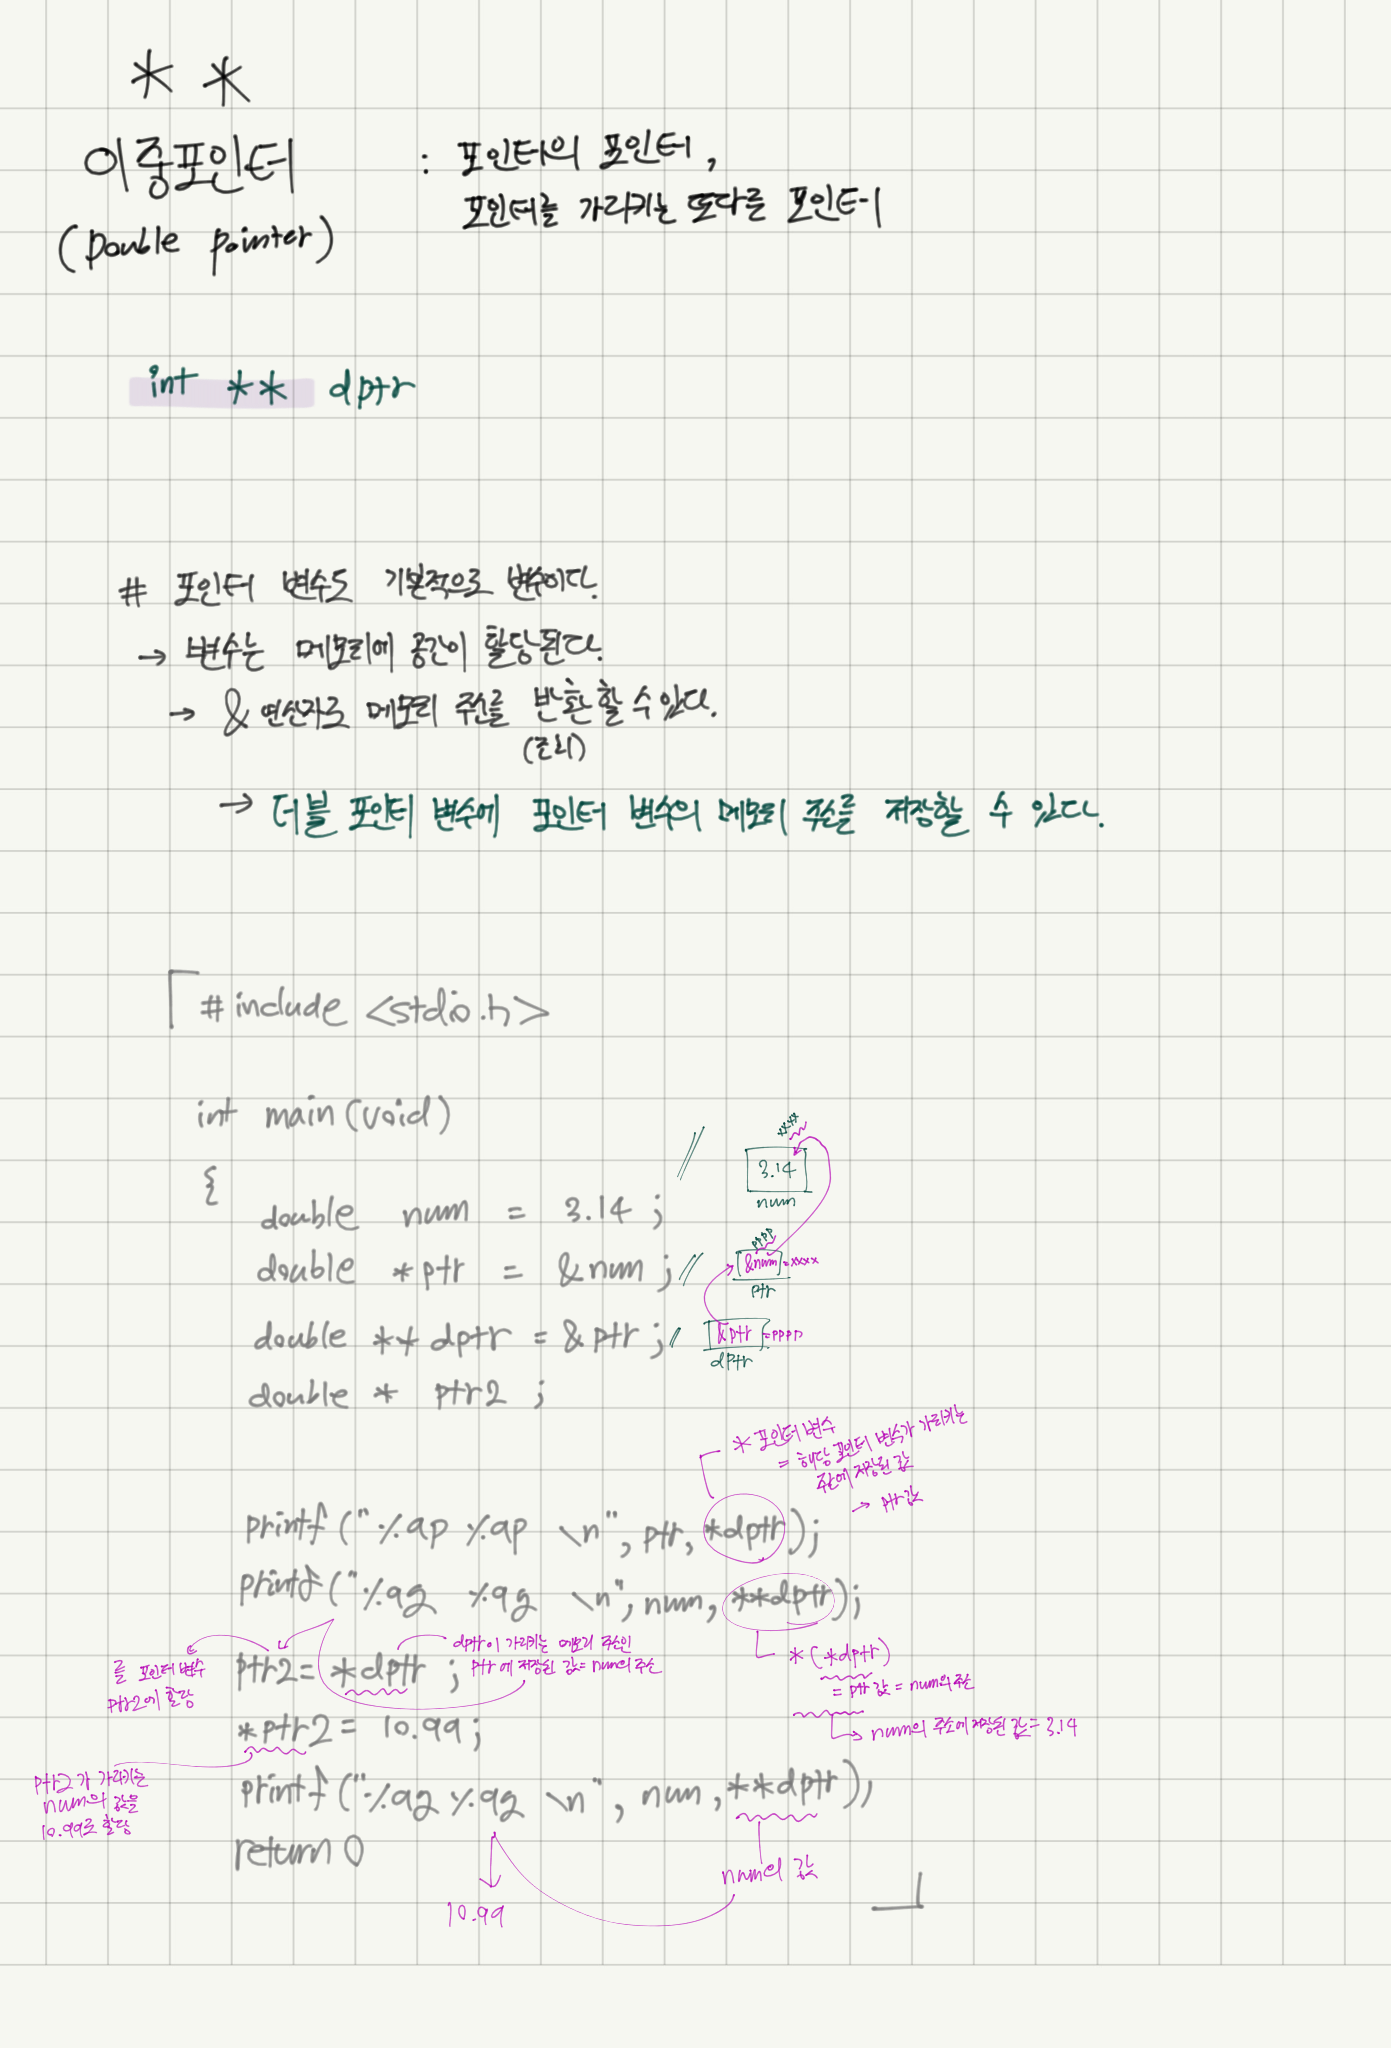 * *
이중포인터 : 포인터의 포인터,
포인터를 가리키는 또다른 포인터
(Double pointer)
int ** dptr
# 포인터 변수도 기본적으로 변수이다.
→ 변수는 메모리에 공간이 할당된다.
→ & 연산자로 메모리 주소를 반환할 수 있다.
(조회)
→ 더블 포인터 변수에 포인터 변수의 메모리 주소를 저장할 수 있다.
#include <stdio.h>
int main(void)
{
xxxx
3.14
num
double num = 3.14 ; //
pppp
double *ptr = &num ; // &num =xxxx
ptr
double ** dptr = &ptr ; // &ptr =pppp
dptr
double * ptr2 ;
* 포인터 변수
= 해당 포인터 변수가 가리키는
주소에 저장된 값
→ ptr 값
printf("%9p %9p \n", ptr, *dptr);
printf("%9g %9g \n", num, **dptr);
dptr이 가리키는 메모리 주소인
ptr에 저장된 값 = num의 주소
를 포인터 변수
ptr2에 할당
ptr2 = *dptr ;
*(*dptr)
= ptr 값 = num의 주소
→ num의 주소에 저장된 값 = 3.14
*ptr2 = 10.99;
ptr2가 가리키는
num의 값을
10.99로 할당
printf("%9g %9g \n", num, **dptr);
return 0
num의 값
10.99